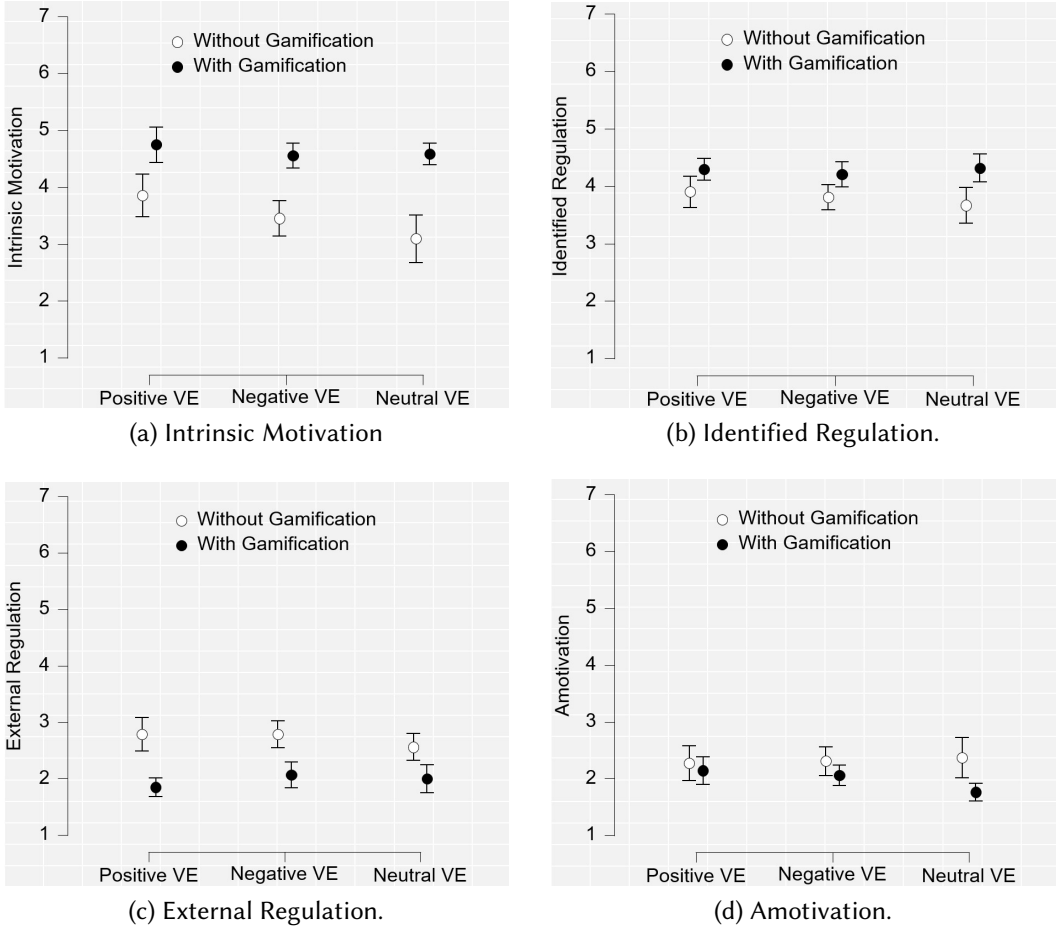 7
6
5
4
3
2
1
Intrinsic Motivation
Without Gamification
With Gamification
Positive VE
Negative VE
Neutral VE
(a) Intrinsic Motivation
7
6
5
4
3
2
1
Identified Regulation
Without Gamification
With Gamification
Positive VE
Negative VE
Neutral VE
(b) Identified Regulation.
7
6
5
4
3
2
1
External Regulation
Without Gamification
With Gamification
Positive VE
Negative VE
Neutral VE
(c) External Regulation.
7
6
5
4
3
2
1
Amotivation
Without Gamification
With Gamification
Positive VE
Negative VE
Neutral VE
(d) Amotivation.